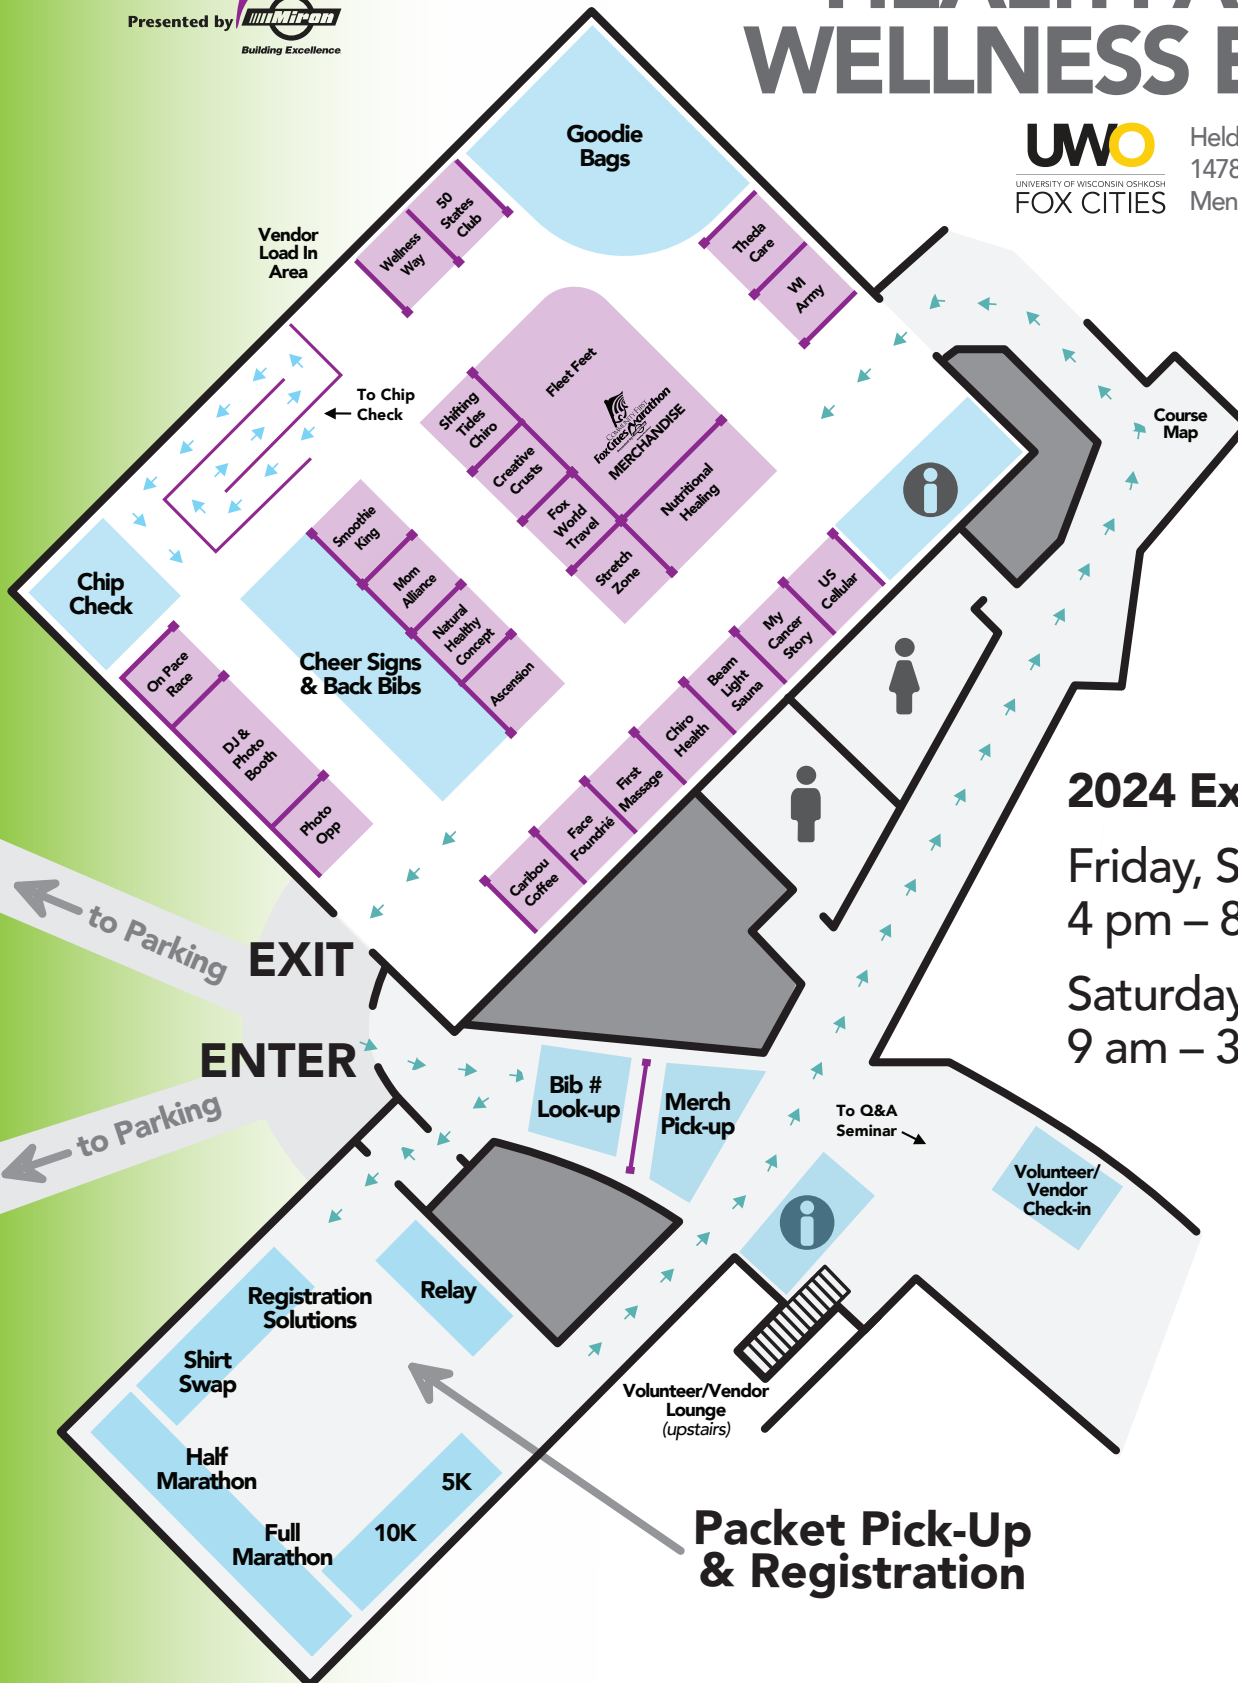 Presented by
Miron
Building Excellence
WELLNESS
UWO
UNIVERSITY OF WISCONSIN OSHKOSH
FOX CITIES
Held
1478
Men
Goodie
Bags
50
States
Club
Wellness
Way
Vendor
Load In
Area
Theda
Care
WI
Army
To Chip
Check
Fleet Feet
COMMUNITY FIRST
Fox Cities Marathon
MERCHANDISE
Shifting
Tides
Chiro
Creative
Crusts
Fox
World
Travel
Stretch
Zone
Nutritional
Healing
Course
Map
Smoothie
King
Mom
Alliance
Natural
Healthy
Concept
Ascension
Chip
Check
Cheer Signs
& Back Bibs
On Pace
Race
DJ &
Photo
Booth
Photo
Opp
US
Cellular
My
Cancer
Story
Beam
Light
Sauna
Chiro
Health
First
Massage
Face
Foundrié
Caribou
Coffee
2024 Ex
Friday, S
4 pm – 8
Saturday
9 am – 3
to Parking
EXIT
ENTER
to Parking
Bib #
Look-up
Merch
Pick-up
To Q&A
Seminar
Volunteer/
Vendor
Check-in
Registration
Solutions
Relay
Shirt
Swap
Half
Marathon
Full
Marathon
5K
10K
Volunteer/Vendor
Lounge
(upstairs)
Packet Pick-Up
& Registration